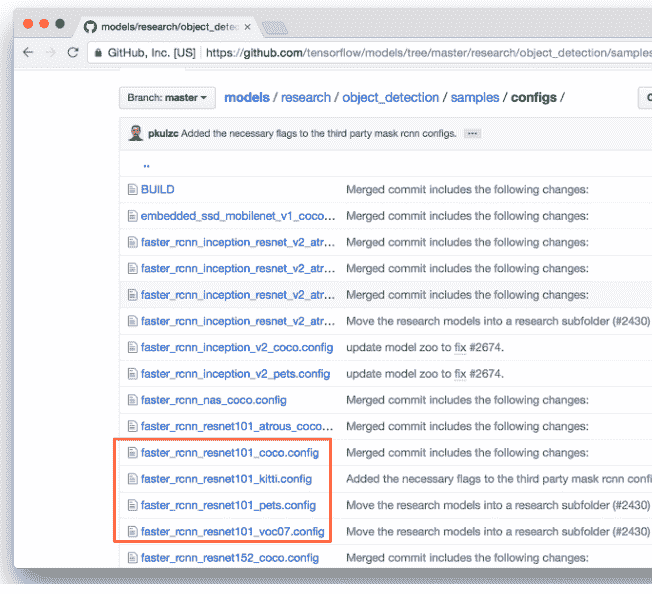 models/research/object_detec
GitHub, Inc. [US] https://github.com/tensorflow/models/tree/master/research/object_detection/samples
Branch: master models / research / object_detection / samples / configs /
pkulzc Added the necessary flags to the third party mask rcnn configs. ...
..
BUILD Merged commit includes the following changes:
embedded_ssd_mobilenet_v1_coco... Merged commit includes the following changes:
faster_rcnn_inception_resnet_v2_atr... Merged commit includes the following changes:
faster_rcnn_inception_resnet_v2_atr... Merged commit includes the following changes:
faster_rcnn_inception_resnet_v2_atr... Merged commit includes the following changes:
faster_rcnn_inception_resnet_v2_atr... Move the research models into a research subfolder (#2430)
faster_rcnn_inception_v2_coco.config update model zoo to fix #2674.
faster_rcnn_inception_v2_pets.config update model zoo to fix #2674.
faster_rcnn_nas_coco.config Merged commit includes the following changes:
faster_rcnn_resnet101_atrous_coco... Merged commit includes the following changes:
faster_rcnn_resnet101_coco.config Merged commit includes the following changes:
faster_rcnn_resnet101_kitti.config Added the necessary flags to the third party mask rcnn confi
faster_rcnn_resnet101_pets.config Move the research models into a research subfolder (#2430)
faster_rcnn_resnet101_voc07.config Move the research models into a research subfolder (#2430)
faster_rcnn_resnet152_coco.config Merged commit includes the following changes: